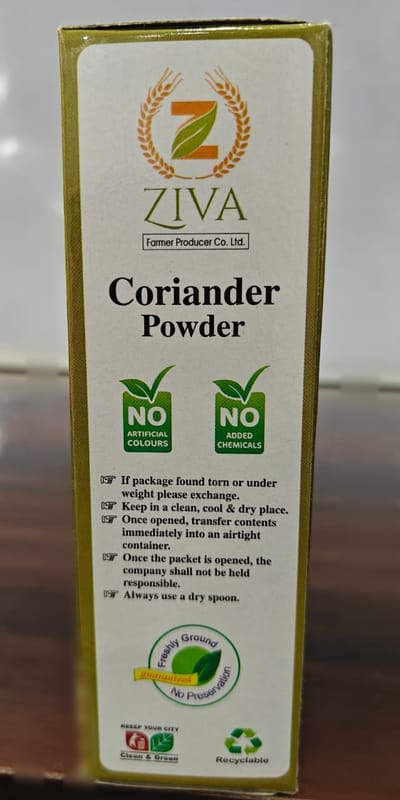 Z
ZIVA
Farmer Producer Co. Ltd.
Coriander
Powder
NO
ARTIFICIAL
COLOURS
NO
ADDED
CHEMICALS
If package found torn or under
weight please exchange.
Keep in a clean, cool & dry place.
Once opened, transfer contents
immediately into an airtight
container.
Once the packet is opened, the
company shall not be held
responsible.
Always use a dry spoon.
Freshly Ground
guaranteed
No Preservation
KEEEP YOUR CITY
Clean & Green
Recyclable